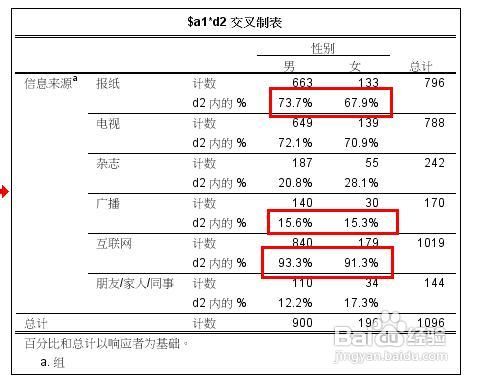 $a1*d2 交叉制表
性别
男 女 总计
信息来源a 报纸 计数 663 133 796
d2 内的 % 73.7% 67.9%
电视 计数 649 139 788
d2 内的 % 72.1% 70.9%
杂志 计数 187 55 242
d2 内的 % 20.8% 28.1%
广播 计数 140 30 170
d2 内的 % 15.6% 15.3%
互联网 计数 840 179 1019
d2 内的 % 93.3% 91.3%
朋友/家人/同事 计数 110 34 144
d2 内的 % 12.2% 17.3%
总计 计数 900 196 1096
百分比和总计以响应者为基础。
a. 组
Baidu 经验
jingyan.baidu.com